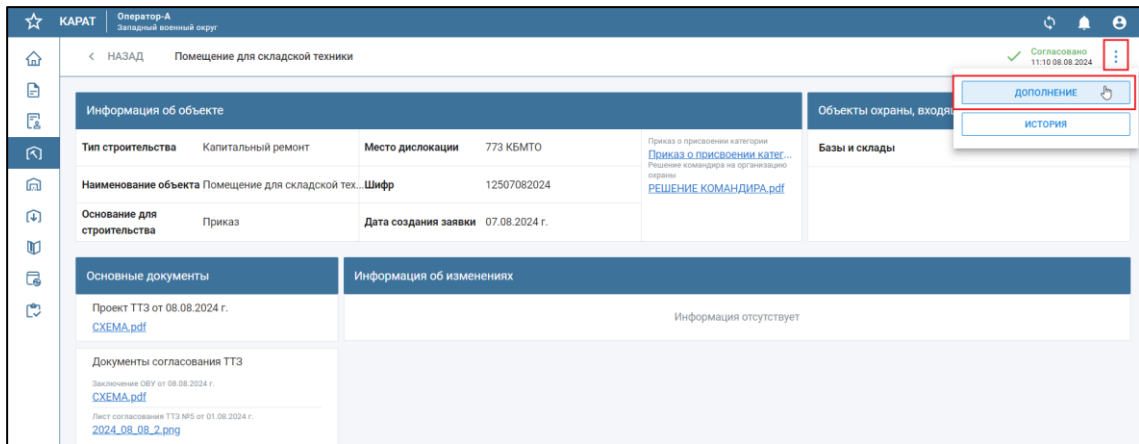 КАРАТ
Оператор-А
Западный военный округ
НАЗАД
Помещение для складской техники
Согласовано
11:10 08.08.2024
ДОПОЛНЕНИЕ
ИСТОРИЯ
Информация об объекте
Объекты охраны, входя
Тип строительства
Капитальный ремонт
Место дислокации
773 КБМТО
Приказ о присвоении категории
Приказ о присвоении катег...
Решение командира на организацию
охраны
РЕШЕНИЕ КОМАНДИРА.pdf
Базы и склады
Наименование объекта
Помещение для складской тех...
Шифр
12507082024
Основание для
строительства
Приказ
Дата создания заявки
07.08.2024 г.
Основные документы
Информация об изменениях
Проект ТТЗ от 08.08.2024 г.
СХЕМА.pdf
Информация отсутствует
Документы согласования ТТЗ
Заключение ОВУ от 08.08.2024 г.
СХЕМА.pdf
Лист согласования ТТЗ №5 от 01.08.2024 г.
2024_08_08_2.png